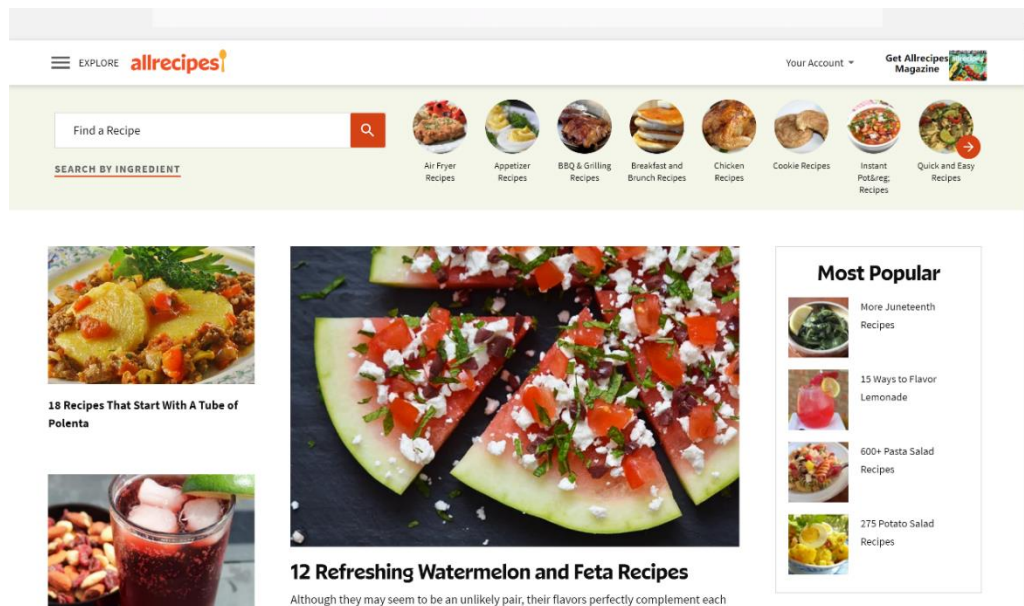 EXPLORE
allrecipes
Your Account
Get Allrecipes
Magazine
Find a Recipe
SEARCH BY INGREDIENT
Air Fryer
Recipes
Appetizer
Recipes
BBQ & Grilling
Recipes
Breakfast and
Brunch Recipes
Chicken
Recipes
Cookie Recipes
Instant
Pot&reg;
Recipes
Quick and Easy
Recipes
18 Recipes That Start With A Tube of
Polenta
12 Refreshing Watermelon and Feta Recipes
Although they may seem to be an unlikely pair, their flavors perfectly complement each
Most Popular
More Juneteenth
Recipes
15 Ways to Flavor
Lemonade
600+ Pasta Salad
Recipes
275 Potato Salad
Recipes